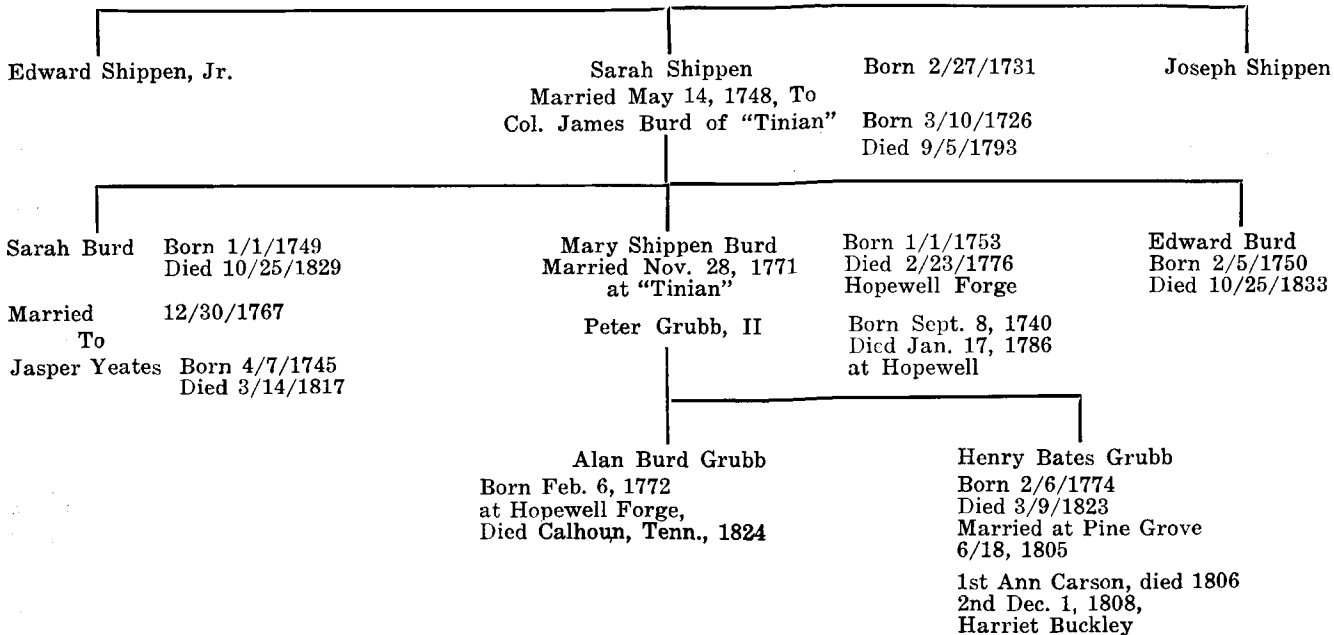 Edward Shippen, Jr.
Sarah Shippen
Married May 14, 1748, To
Col. James Burd of "Tinian"
Born 2/27/1731
Born 3/10/1726
Died 9/5/1793
Joseph Shippen
Sarah Burd Born 1/1/1749
Died 10/25/1829
Married 12/30/1767
To
Jasper Yeates Born 4/7/1745
Died 3/14/1817
Mary Shippen Burd
Married Nov. 28, 1771
at "Tinian"
Peter Grubb, II
Born 1/1/1753
Died 2/23/1776
Hopewell Forge
Born Sept. 8, 1740
Died Jan. 17, 1786
at Hopewell
Edward Burd
Born 2/5/1750
Died 10/25/1833
Alan Burd Grubb
Born Feb. 6, 1772
at Hopewell Forge,
Died Calhoun, Tenn., 1824
Henry Bates Grubb
Born 2/6/1774
Died 3/9/1823
Married at Pine Grove
6/18, 1805
1st Ann Carson, died 1806
2nd Dec. 1, 1808,
Harriet Buckley